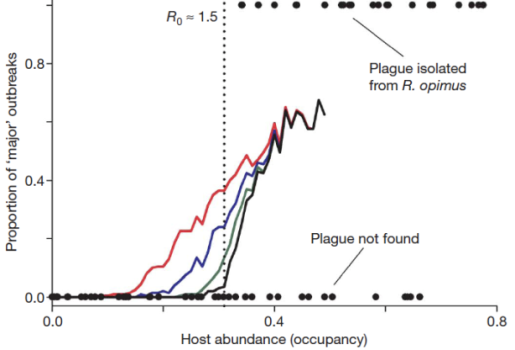 R₀ ≈ 1.5
Plague isolated
from R. opimus
Plague not found
Proportion of 'major' outbreaks
0.8
0.4
0.0
0.0
0.4
0.8
Host abundance (occupancy)